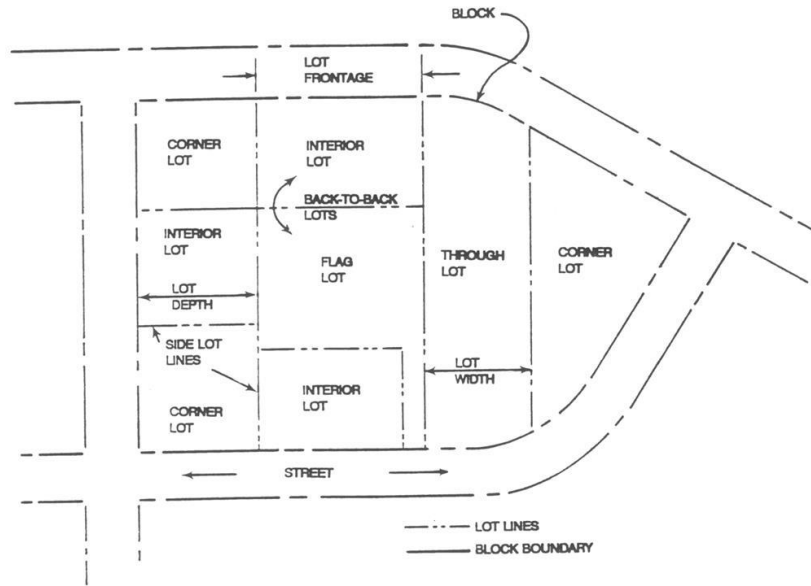 BLOCK
LOT
FRONTAGE
CORNER
LOT
INTERIOR
LOT
BACK-TO-BACK
LOTS
INTERIOR
LOT
FLAG
LOT
THROUGH
LOT
CORNER
LOT
LOT
DEPTH
SIDE LOT
LINES
LOT
WIDTH
INTERIOR
LOT
CORNER
LOT
STREET
LOT LINES
BLOCK BOUNDARY